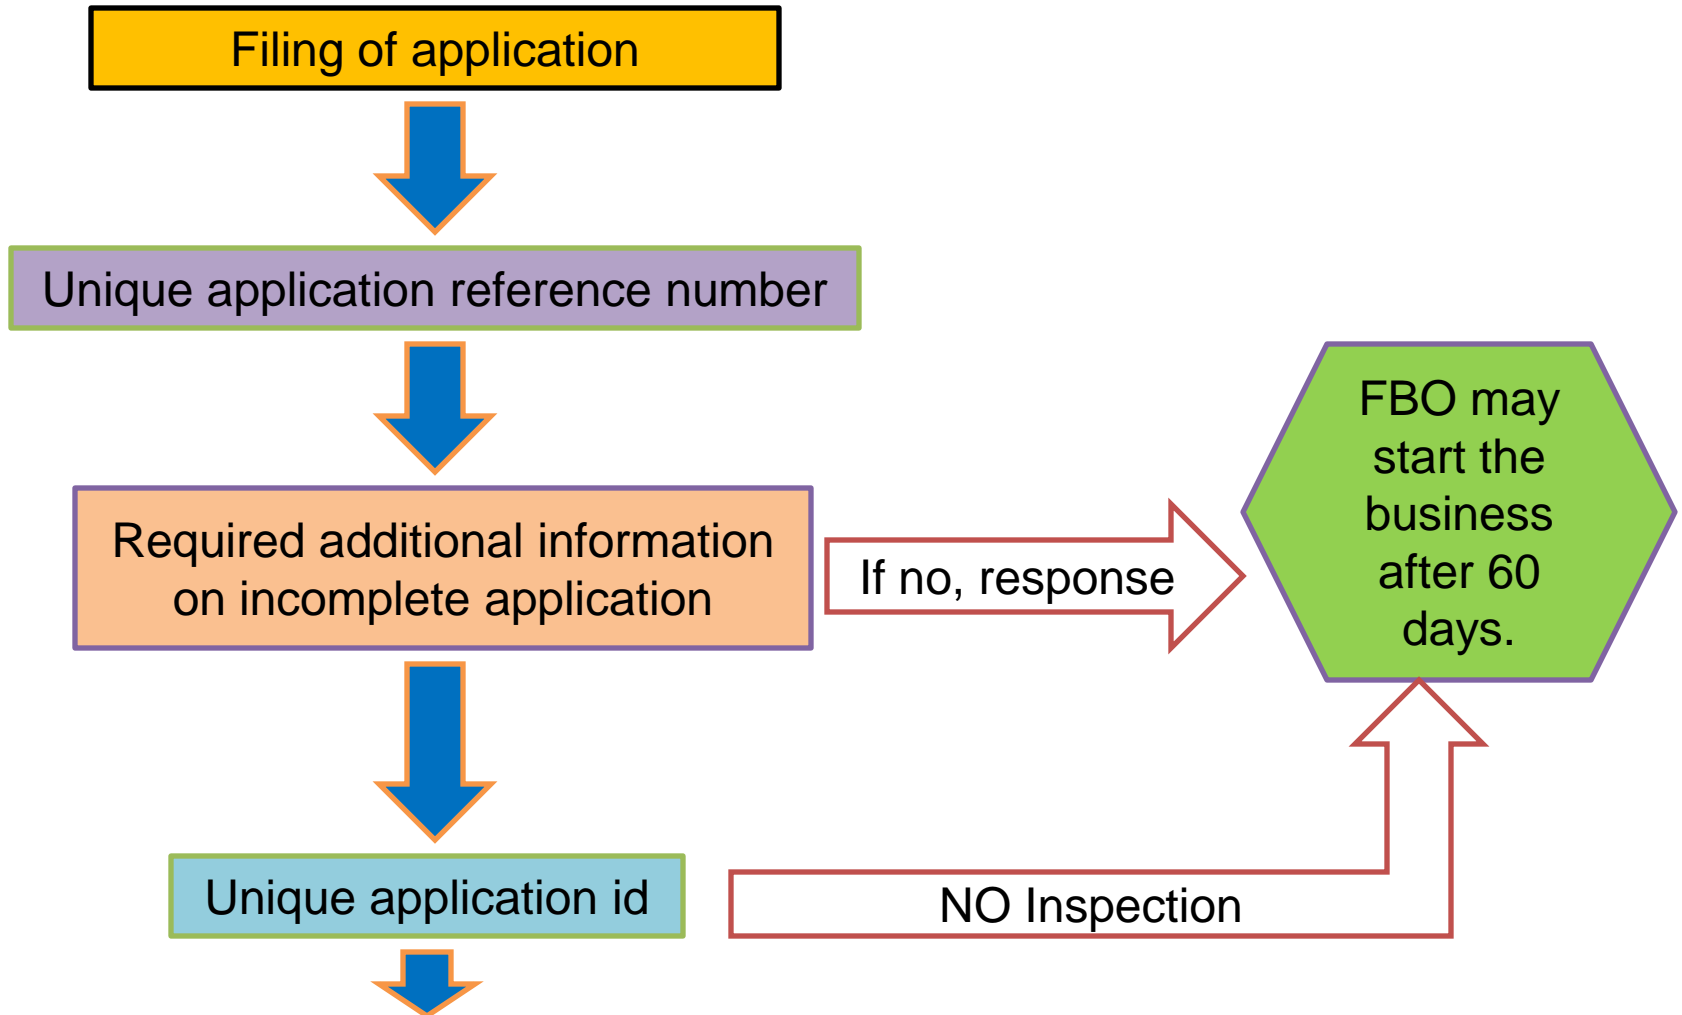 Filing of application
Unique application reference number
Required additional information
on incomplete application
If no, response
FBO may
start the
business
after 60
days.
Unique application id
NO Inspection